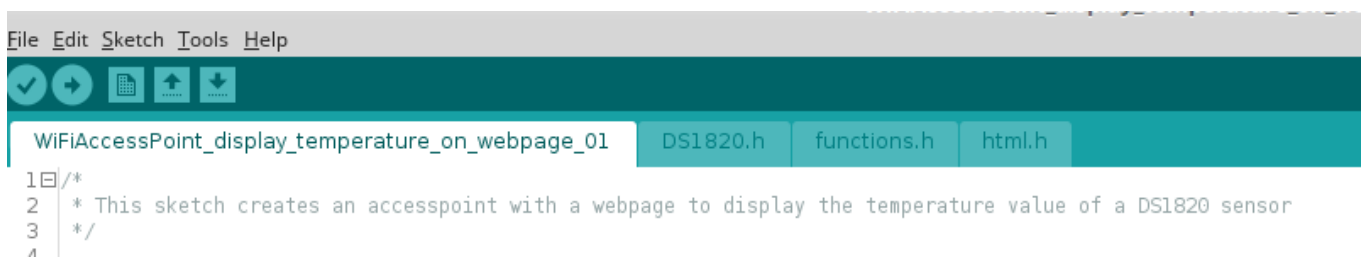 File Edit Sketch Tools Help
WiFiAccessPoint_display_temperature_on_webpage_01 DS1820.h functions.h html.h
1 /*
2 * This sketch creates an accesspoint with a webpage to display the temperature value of a DS1820 sensor
3 */
4